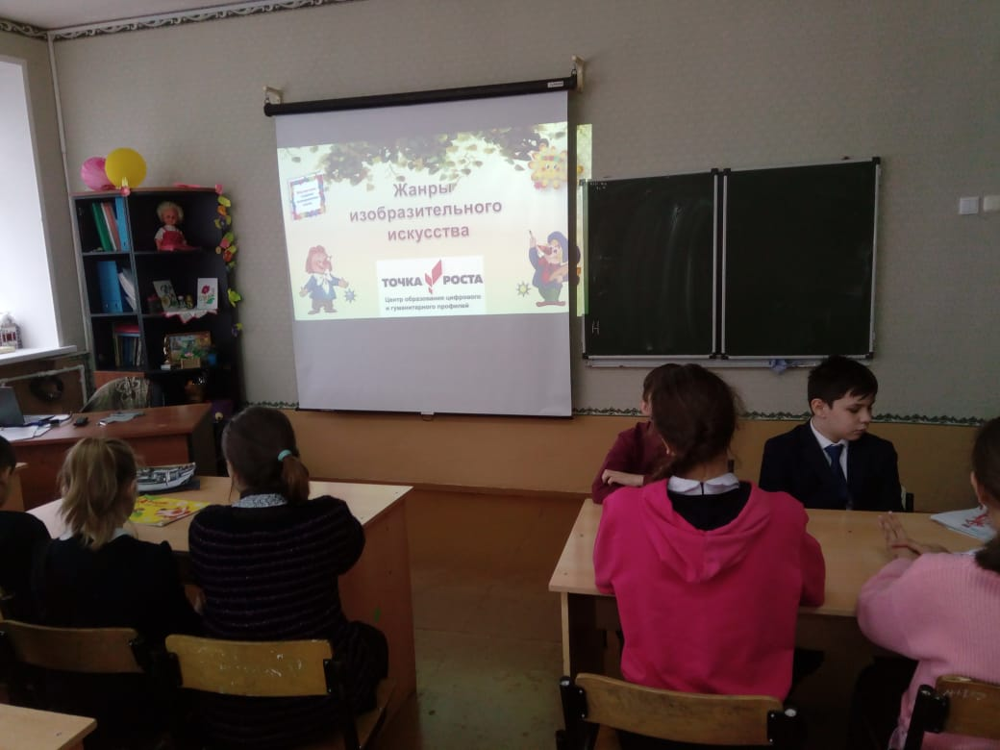 Жанры
изобразительного
искусства
ТОЧКА РОСТА
Центр образования цифрового
и гуманитарного профилей
Н